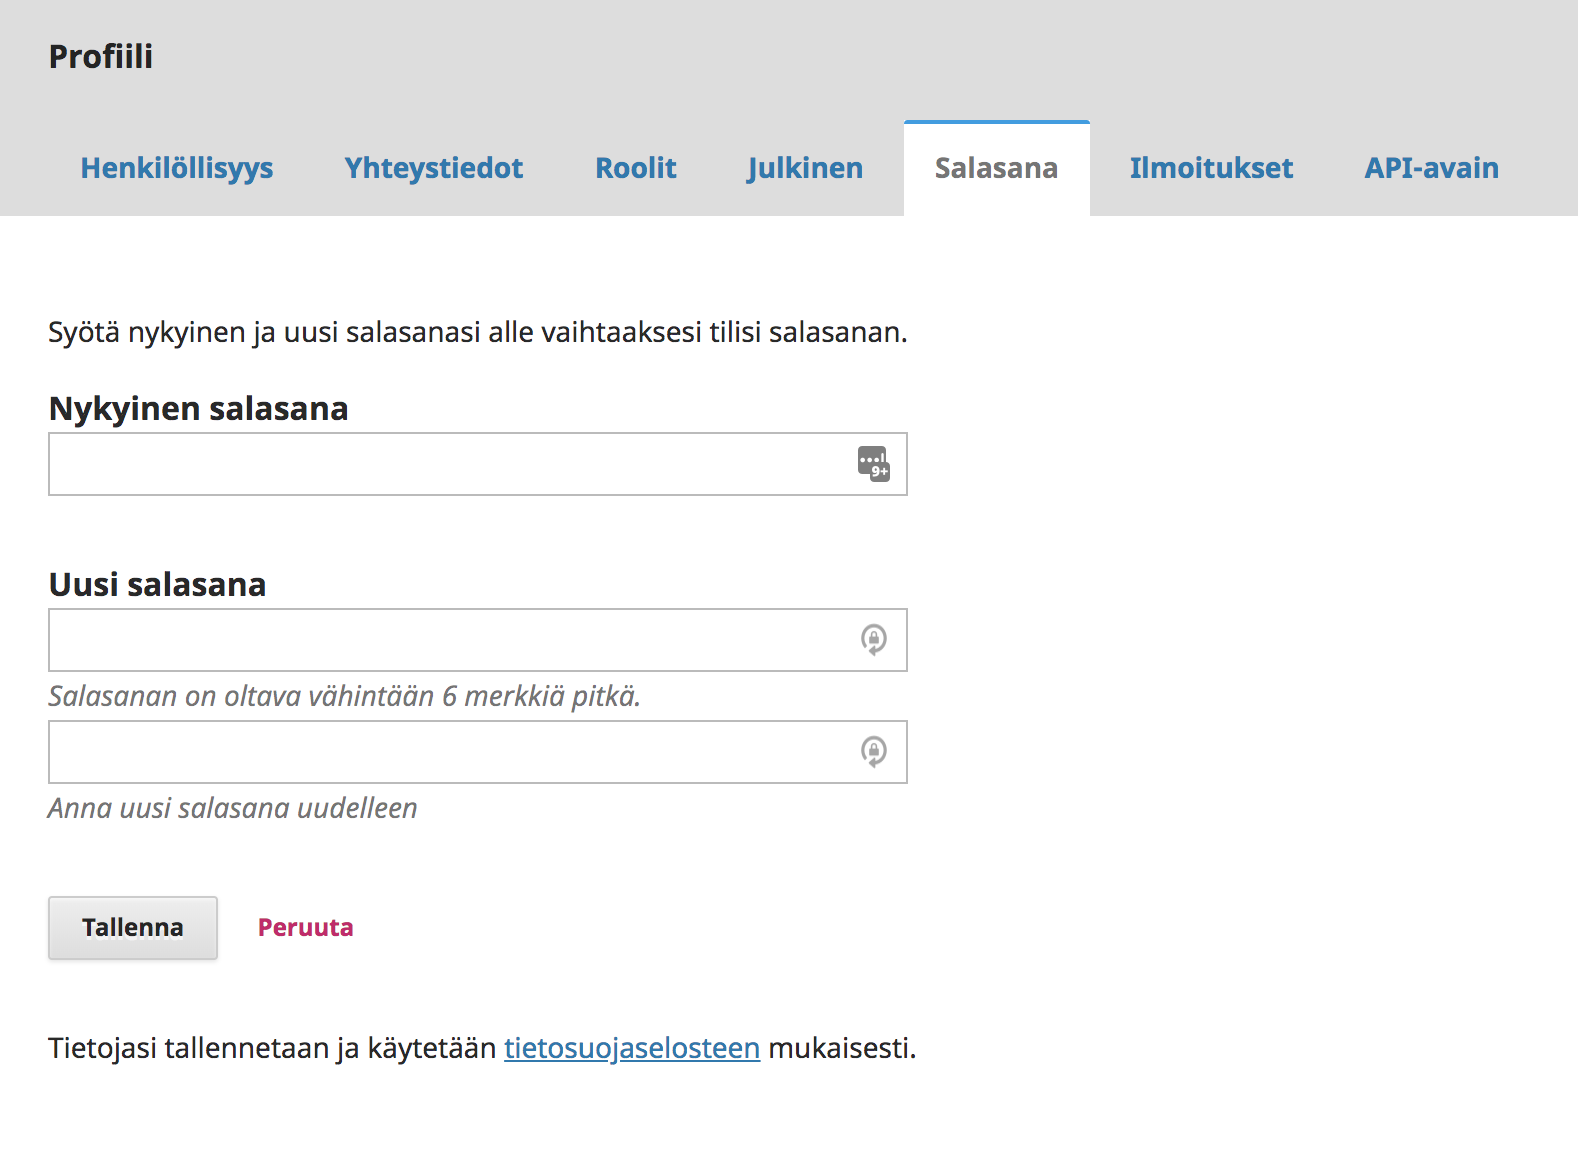 Profiili
Henkilöllisyys Yhteystiedot Roolit Julkinen Salasana Ilmoitukset API-avain
Syötä nykyinen ja uusi salasanasi alle vaihtaaksesi tilisi salasanan.
Nykyinen salasana
9+
Uusi salasana
Salasanan on oltava vähintään 6 merkkiä pitkä.
Anna uusi salasana uudelleen
Tallenna Peruuta
Tietojasi tallennetaan ja käytetään tietosuojaselosteen mukaisesti.